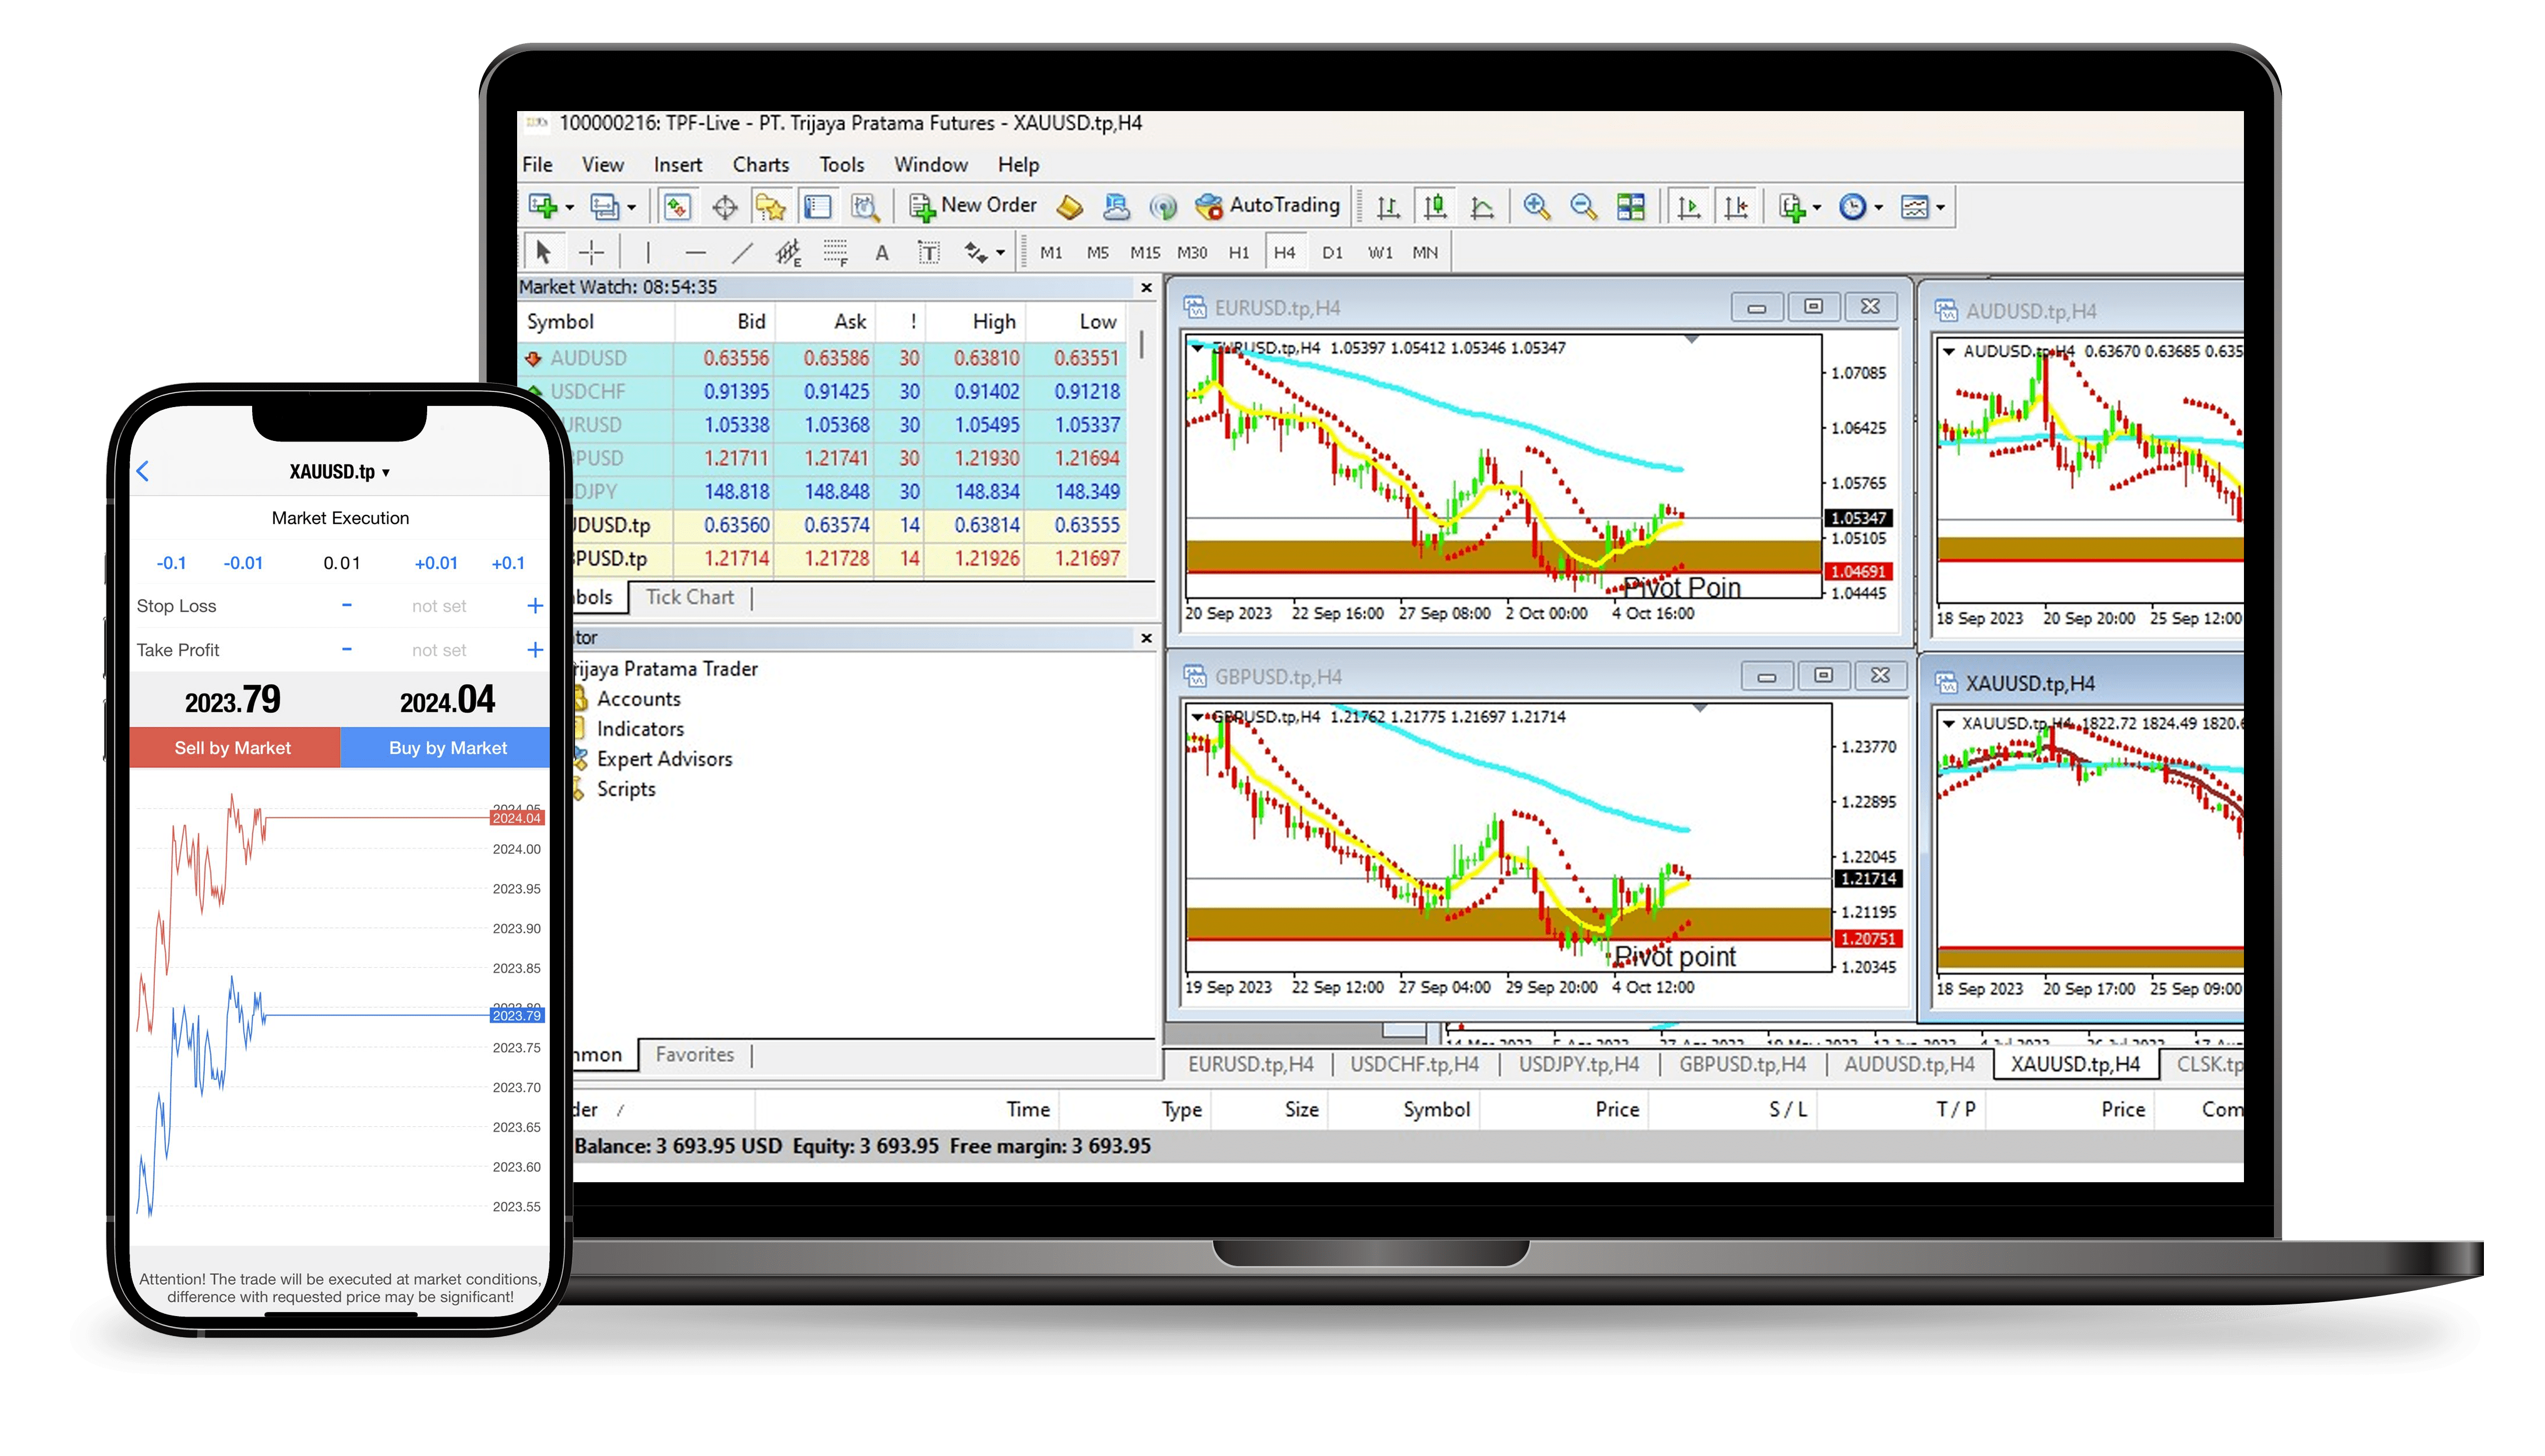 100000216: TPF-Live - PT. Trijaya Pratama Futures - XAUUSD.tp,H4
File View Insert Charts Tools Window Help
New Order AutoTrading
E F A T M1 M5 M15 M30 H1 H4 D1 W1 MN
Market Watch: 08:54:35
Symbol Bid Ask ! High Low
AUDUSD 0.63556 0.63586 30 0.63810 0.63551
USDCHF 0.91395 0.91425 30 0.91402 0.91218
URUSD 1.05338 1.05368 30 1.05495 1.05337
PUSD 1.21711 1.21741 30 1.21930 1.21694
DJPY 148.818 148.848 30 148.834 148.349
UDUSD.tp 0.63560 0.63574 14 0.63814 0.63555
PUSD.tp 1.21714 1.21728 14 1.21926 1.21697
bols Tick Chart
tor
rijaya Pratama Trader
Accounts
Indicators
Expert Advisors
Scripts
mmon Favorites
EURUSD.tp,H4
EURUSD.tp,H4 1.05397 1.05412 1.05346 1.05347
1.07085
1.06425
1.05765
1.05347
1.05105
1.04691
1.04445
Pivot Poin
20 Sep 2023 22 Sep 16:00 27 Sep 08:00 2 Oct 00:00 4 Oct 16:00
AUDUSD.tp,H4
AUDUSD.tp,H4 0.63670 0.63685 0.635
18 Sep 2023 20 Sep 20:00 25 Sep 12:00
GBPUSD.tp,H4
GBPUSD.tp,H4 1.21762 1.21775 1.21697 1.21714
1.23770
1.22895
1.22045
1.21714
1.21195
1.20751
1.20345
Pivot point
19 Sep 2023 22 Sep 12:00 27 Sep 04:00 29 Sep 20:00 4 Oct 12:00
XAUUSD.tp,H4
XAUUSD.tp,H4 1822.72 1824.49 1820.6
18 Sep 2023 20 Sep 17:00 25 Sep 09:00
EURUSD.tp,H4 USDCHF.tp,H4 USDJPY.tp,H4 GBPUSD.tp,H4 AUDUSD.tp,H4 XAUUSD.tp,H4 CLSK.tp
der / Time Type Size Symbol Price S / L T / P Price Com
Balance: 3 693.95 USD Equity: 3 693.95 Free margin: 3 693.95
XAUUSD.tp
Market Execution
-0.1 -0.01 0.01 +0.01 +0.1
Stop Loss - not set +
Take Profit - not set +
2023.79 2024.04
Sell by Market Buy by Market
2024.05
2024.04
2024.00
2023.95
2023.90
2023.85
2023.80
2023.79
2023.75
2023.70
2023.65
2023.60
2023.55
Attention! The trade will be executed at market conditions,
difference with requested price may be significant!